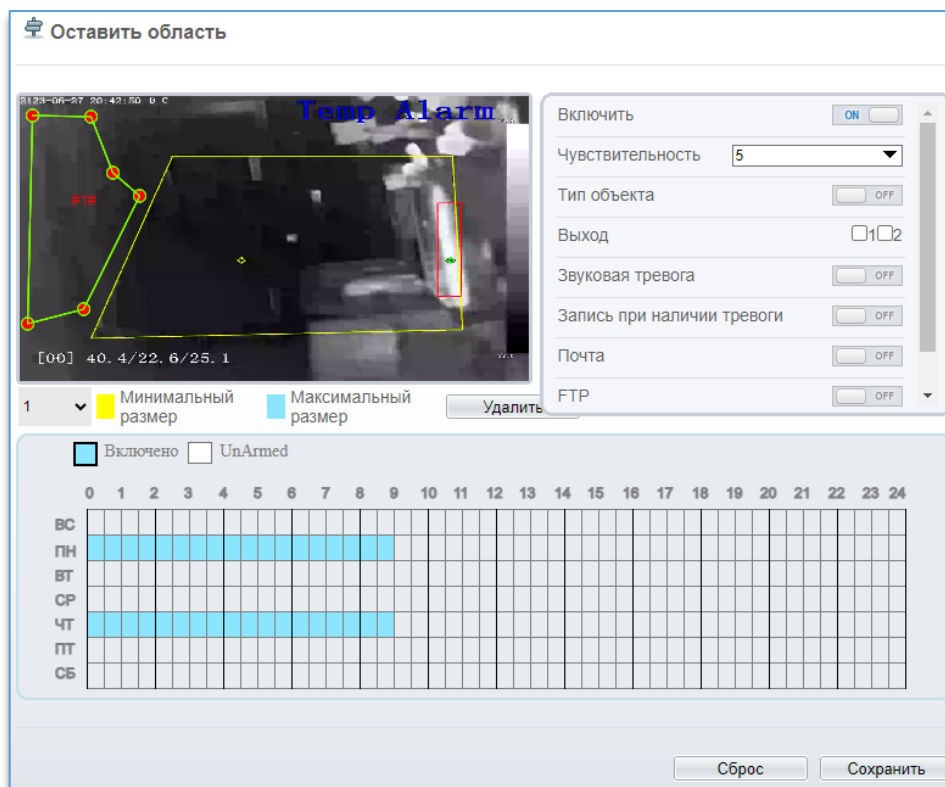 Оставить область
2123-06-27 20:42:50 B C
Temp Alarm
#1#
[00] 40.4/22.6/25.1
Включить ON
Чувствительность 5
Тип объекта OFF
Выход 1 2
Звуковая тревога OFF
Запись при наличии тревоги OFF
Почта OFF
FTP OFF
1
Минимальный
размер
Максимальный
размер
Удалить
Включено UnArmed
0 1 2 3 4 5 6 7 8 9 10 11 12 13 14 15 16 17 18 19 20 21 22 23 24
ВС
ПН
ВТ
СР
ЧТ
ПТ
СБ
Сброс Сохранить